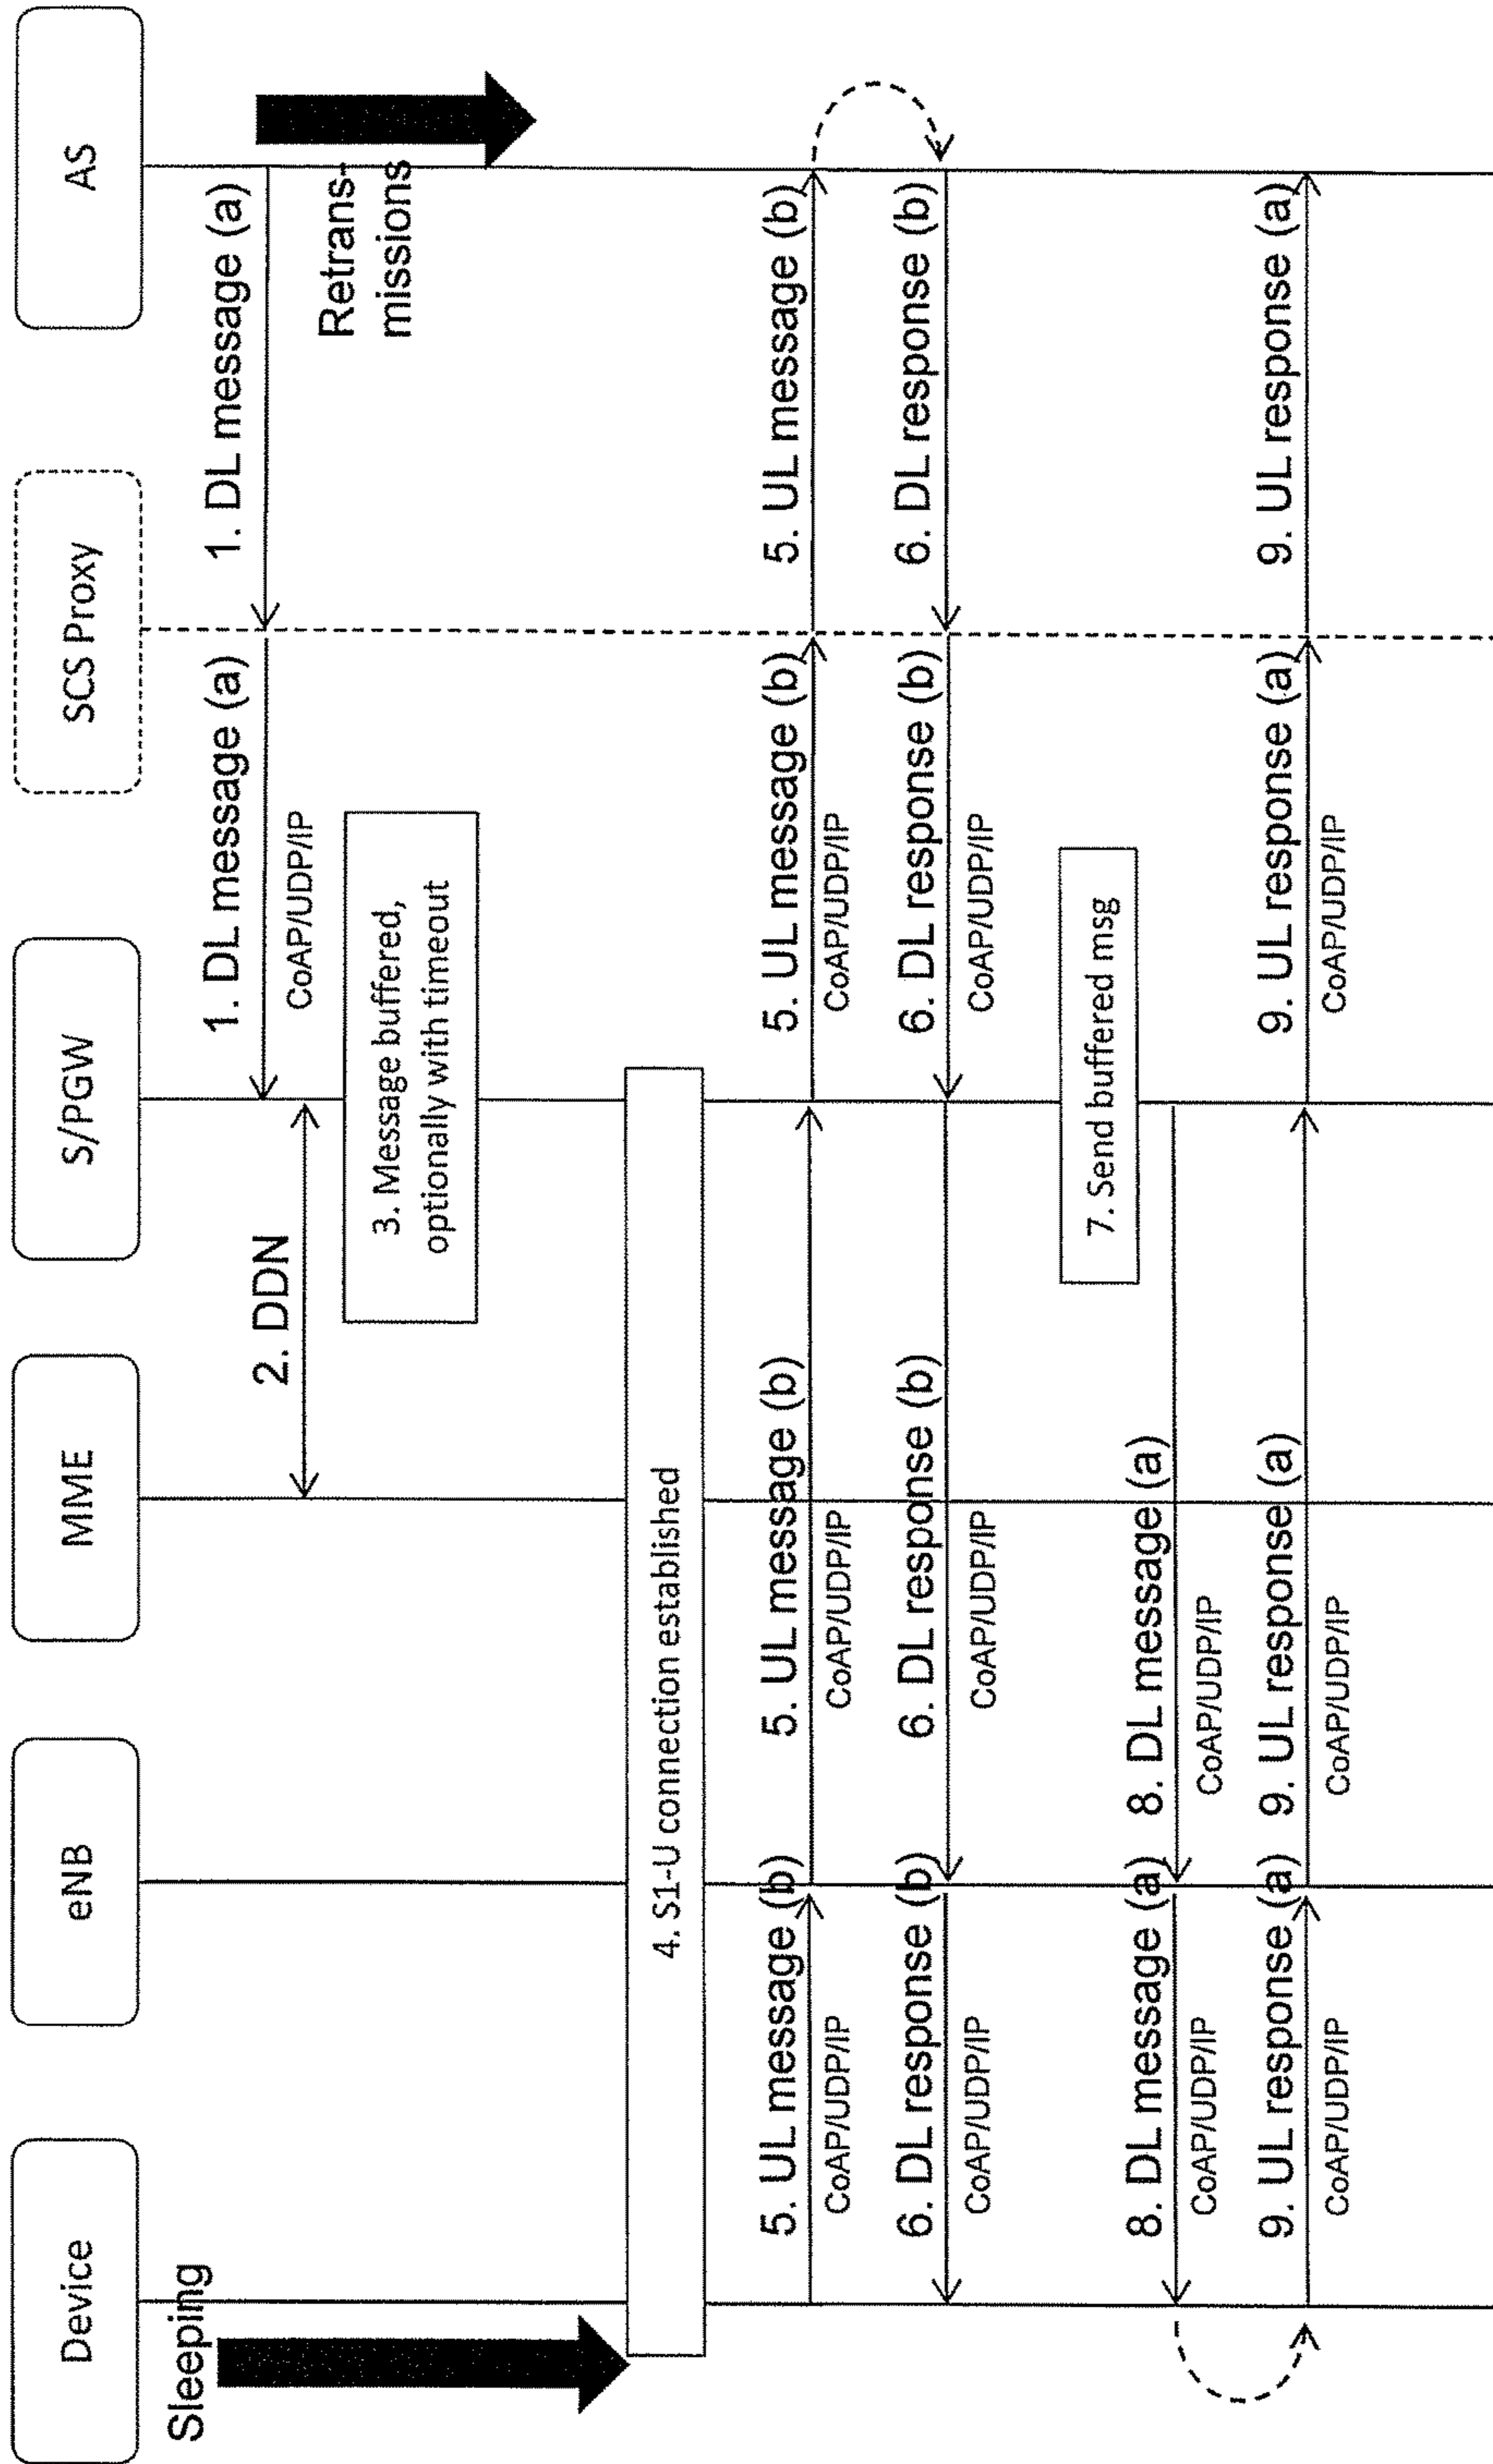 Device
eNB
MME
S/PGW
SCS Proxy
AS
Sleeping
1. DL message (a)
1. DL message (a)
CoAP/UDP/IP
2. DDN
Retrans-
missions
3. Message buffered,
optionally with timeout
4. S1-U connection established
5. UL message (b)
5. UL message (b)
5. UL message (b)
5. UL message (b)
CoAP/UDP/IP
CoAP/UDP/IP
CoAP/UDP/IP
6. DL response (b)
6. DL response (b)
6. DL response (b)
6. DL response (b)
CoAP/UDP/IP
CoAP/UDP/IP
CoAP/UDP/IP
7. Send buffered msg
8. DL message (a)
8. DL message (a)
CoAP/UDP/IP
CoAP/UDP/IP
9. UL response (a)
9. UL response (a)
9. UL response (a)
9. UL response (a)
CoAP/UDP/IP
CoAP/UDP/IP
CoAP/UDP/IP